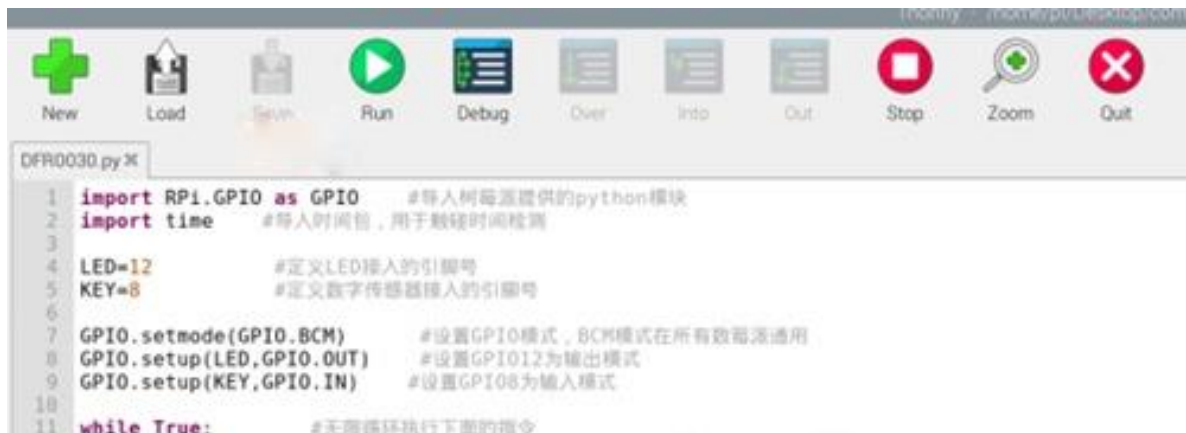 Thonny - /home/pi/Desktop/com
New Load Save Run Debug Over Into Out Stop Zoom Quit
DFR0030.py ×
1 import RPi.GPIO as GPIO #导入树莓派提供的python模块
2 import time #导入时间包，用于触碰时间检测
3
4 LED=12 #定义LED接入的引脚号
5 KEY=8 #定义数字传感器接入的引脚号
6
7 GPIO.setmode(GPIO.BCM) #设置GPIO模式，BCM模式在所有数莓派通用
8 GPIO.setup(LED,GPIO.OUT) #设置GPIO12为输出模式
9 GPIO.setup(KEY,GPIO.IN) #设置GPIO8为输入模式
10
11 while True: #无限循环执行下面的指令